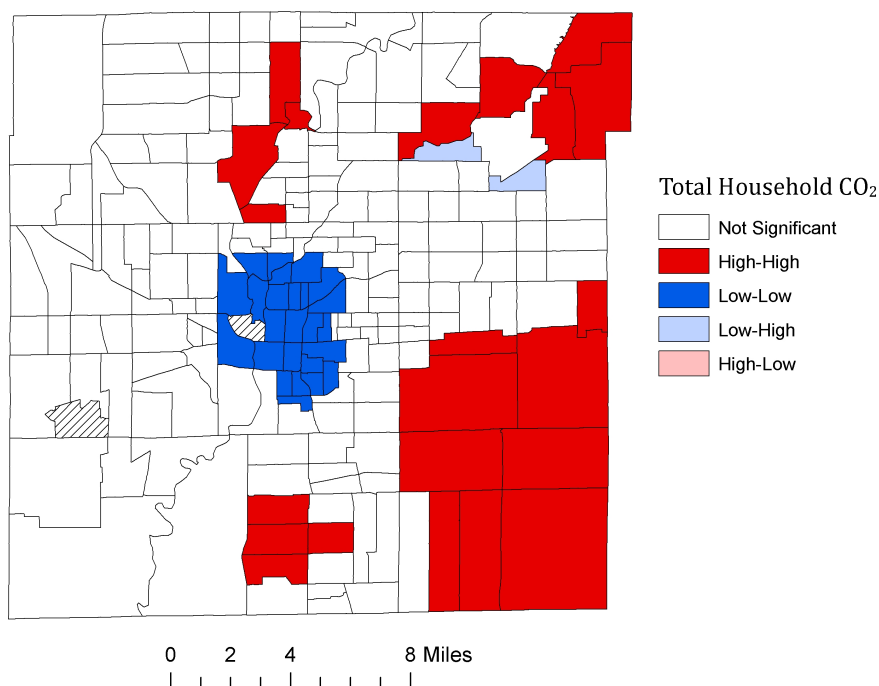 Total Household CO₂
Not Significant
High-High
Low-Low
Low-High
High-Low
0 2 4 8 Miles